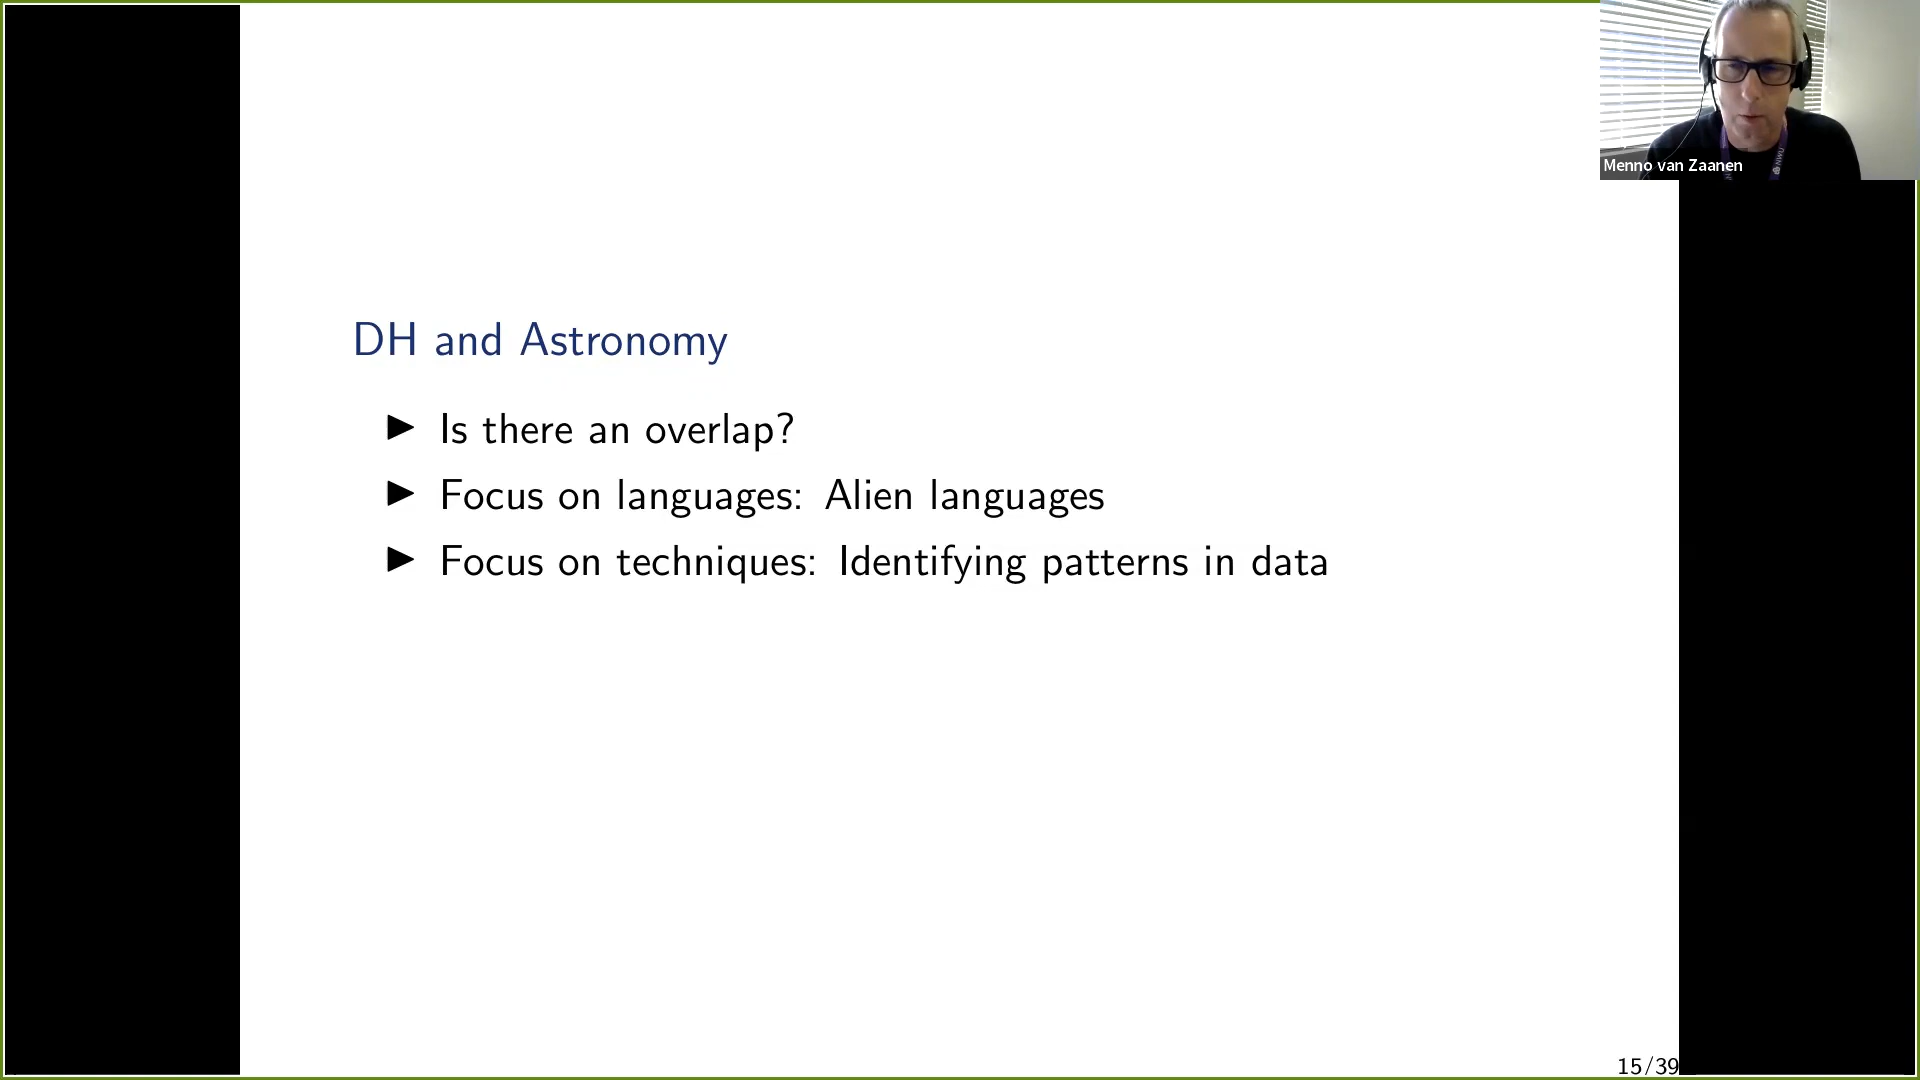 Menno van Zaanen
DH and Astronomy
▶ Is there an overlap?
▶ Focus on languages: Alien languages
▶ Focus on techniques: Identifying patterns in data
15/39